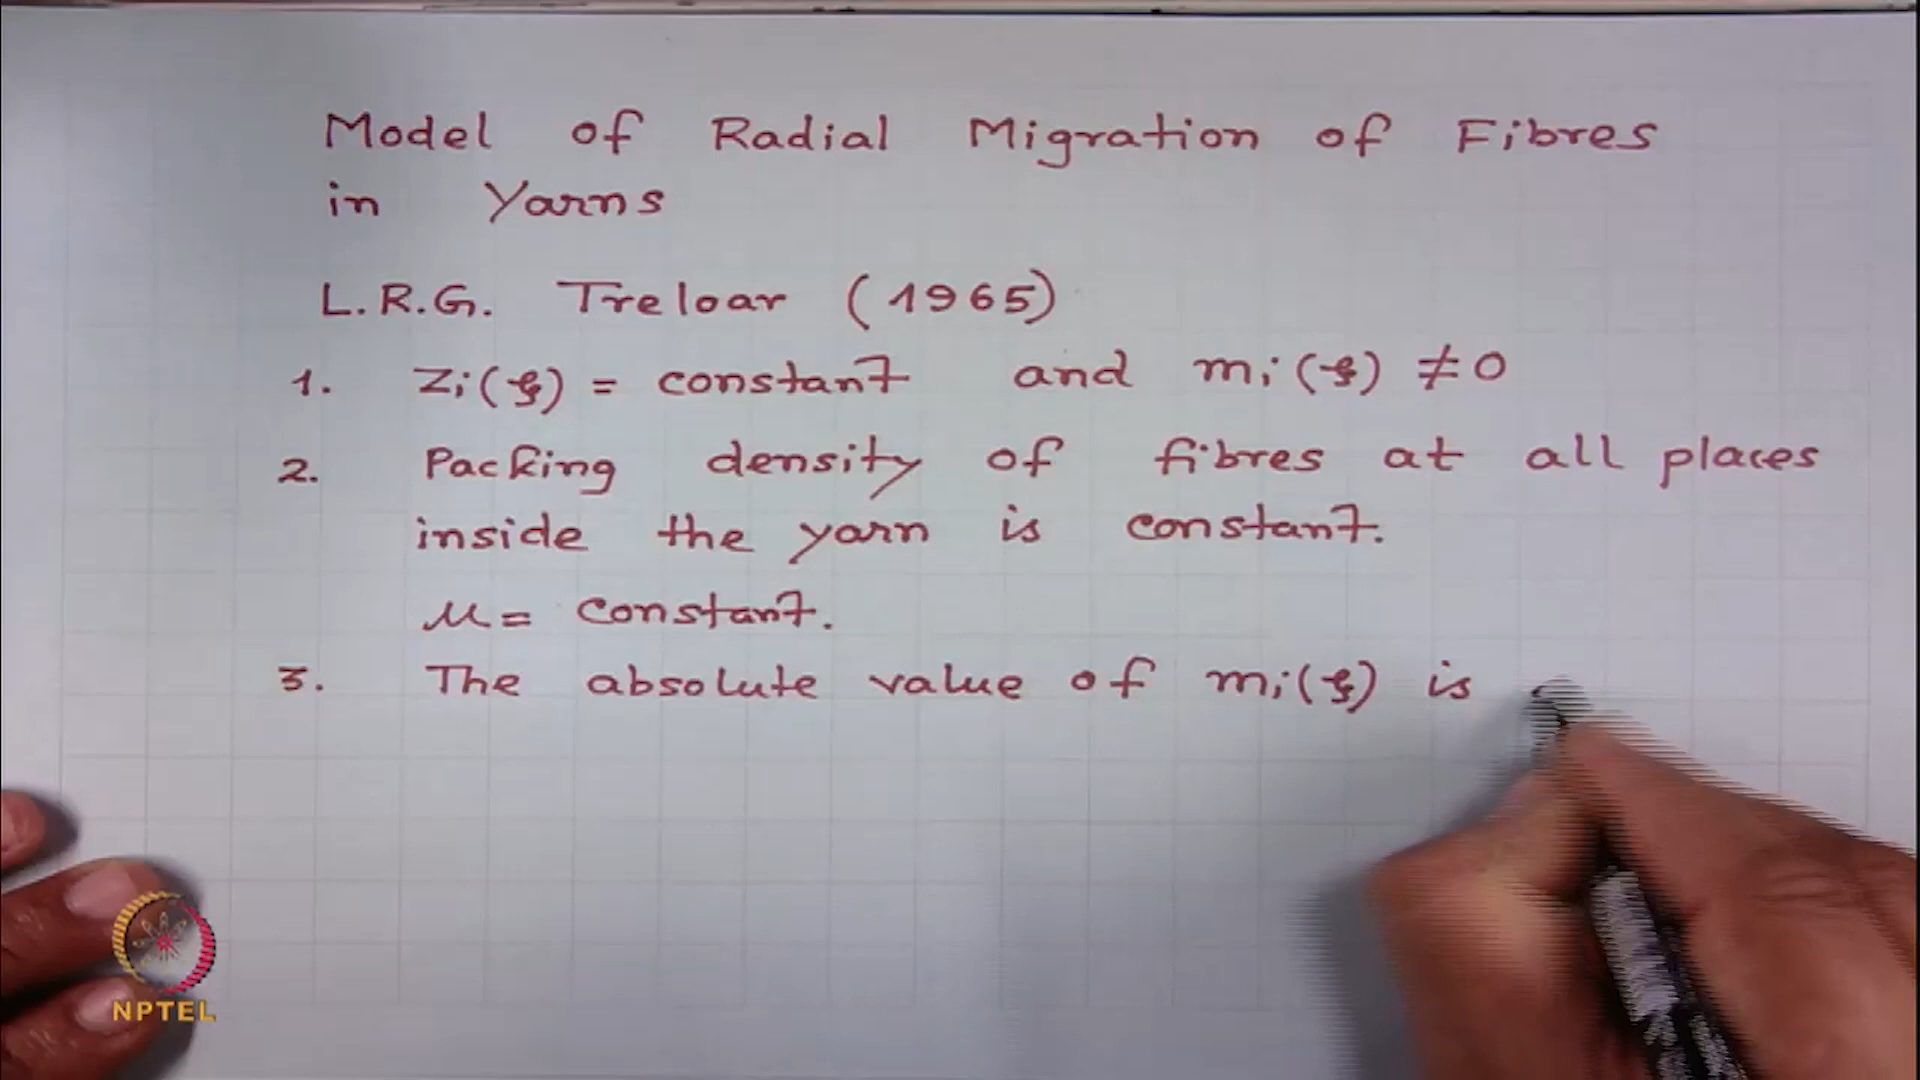 Model of Radial Migration of Fibres
in Yarns
L.R.G. Treloar (1965)
1. Zi(ξ) = constant and mi(ξ) ≠ 0
2. Packing density of fibres at all places
inside the yarn is constant.
μ = constant.
3. The absolute value of mi(ξ) is
NPTEL